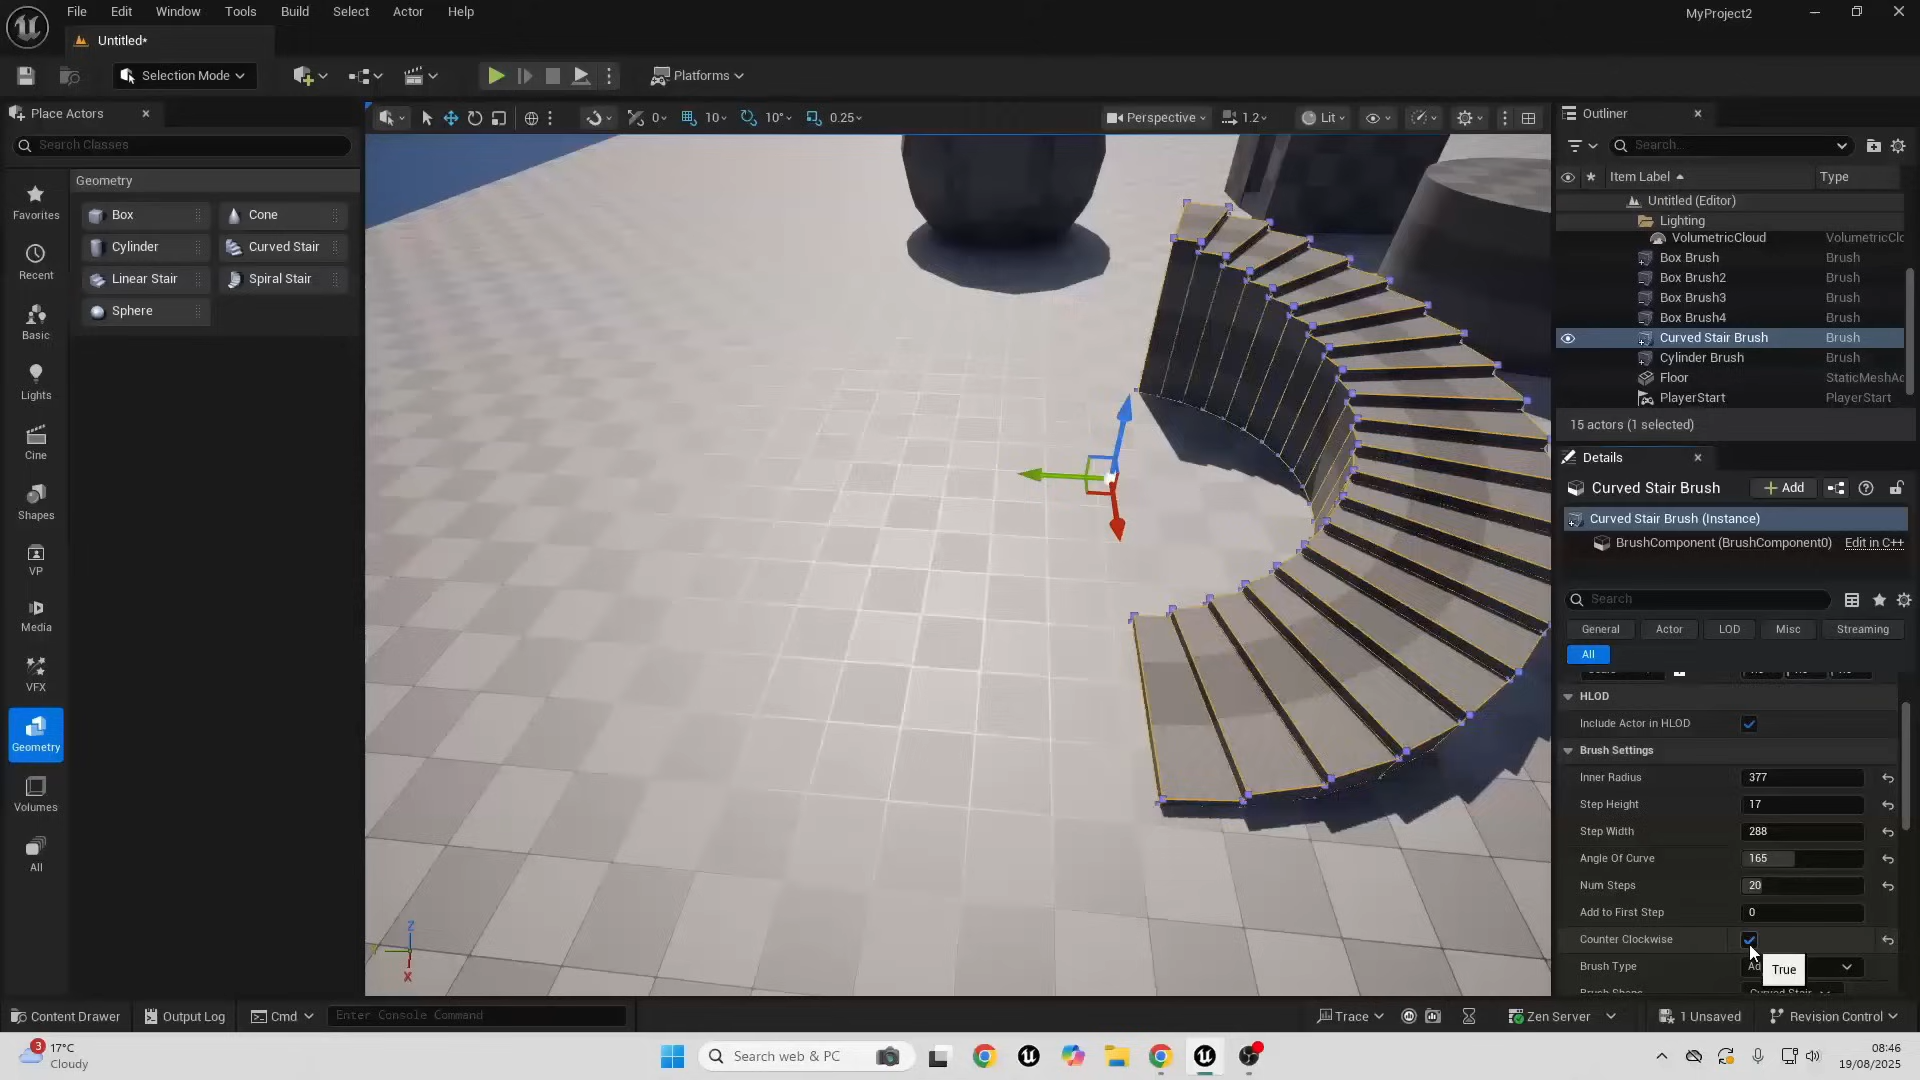 File Edit Window Tools Build Select Actor Help
MyProject2
Untitled*
Selection Mode
Platforms
Place Actors
Search Classes
Geometry
Favorites
Recent
Basic
Lights
Cine
Shapes
VP
Media
VFX
Geometry
Volumes
All
Box
Cone
Cylinder
Curved Stair
Linear Stair
Spiral Stair
Sphere
0
10
10°
0.25
Perspective
1.2
Lit
Z
X
Outliner
Search...
Item Label
Type
Untitled (Editor)
Lighting
VolumetricCloud VolumetricClo
Box Brush Brush
Box Brush2 Brush
Box Brush3 Brush
Box Brush4 Brush
Curved Stair Brush Brush
Cylinder Brush Brush
Floor StaticMeshAc
PlayerStart PlayerStart
15 actors (1 selected)
Details
Curved Stair Brush
Add
Curved Stair Brush (Instance)
BrushComponent (BrushComponent0) Edit in C++
Search
General Actor LOD Misc Streaming
All
HLOD
Include Actor in HLOD
Brush Settings
Inner Radius 377
Step Height 17
Step Width 288
Angle Of Curve 165
Num Steps 20
Add to First Step 0
Counter Clockwise
Brush Type Ad
True
Content Drawer
Output Log
Cmd
Enter Console Command
Trace
Zen Server
1 Unsaved
Revision Control
3
17°C
Cloudy
Search web & PC
08:46
19/08/2025